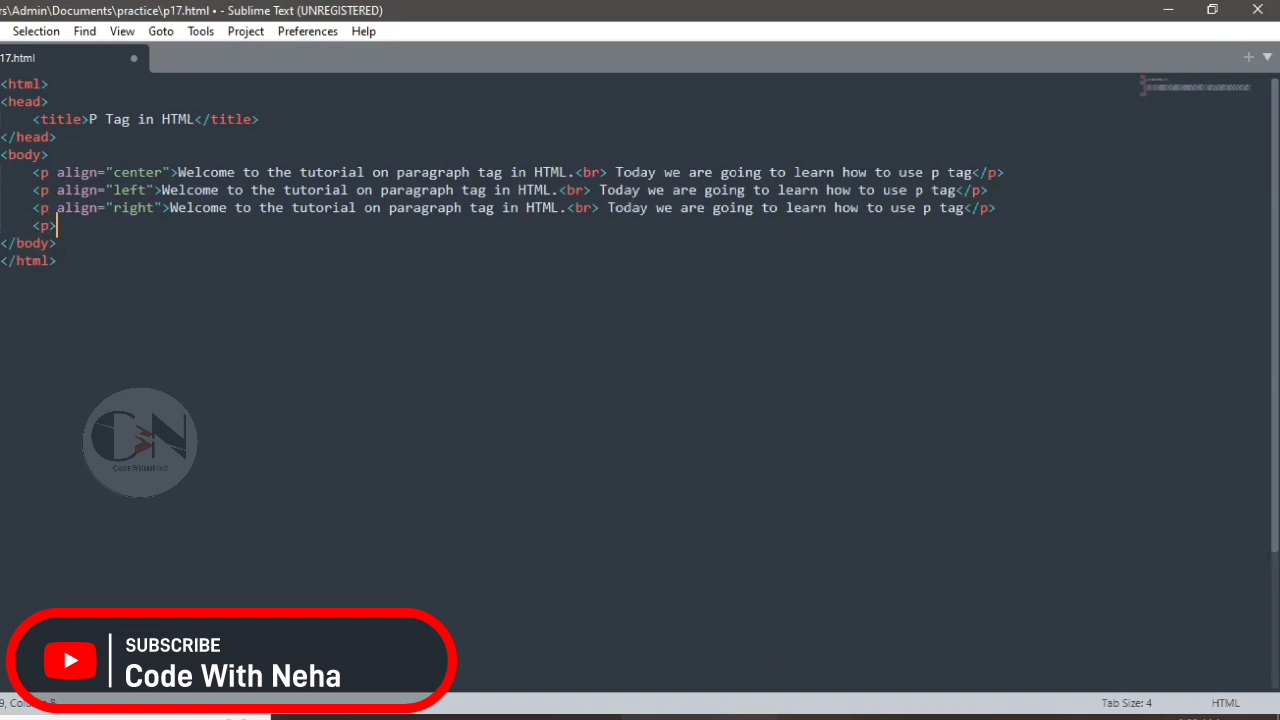 rs\Admin\Documents\practice\p17.html • - Sublime Text (UNREGISTERED)
Selection Find View Goto Tools Project Preferences Help
17.html
<html>
<head>
<title>P Tag in HTML</title>
</head>
<body>
<p align="center">Welcome to the tutorial on paragraph tag in HTML.<br> Today we are going to learn how to use p tag</p>
<p align="left">Welcome to the tutorial on paragraph tag in HTML.<br> Today we are going to learn how to use p tag</p>
<p align="right">Welcome to the tutorial on paragraph tag in HTML.<br> Today we are going to learn how to use p tag</p>
<p>
</body>
</html>
CN
SUBSCRIBE
Code With Neha
Tab Size: 4 HTML